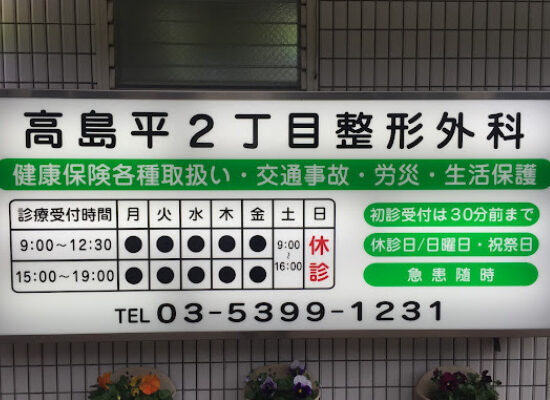 高島平２丁目整形外科
健康保険各種取扱い・交通事故・労災・生活保護
診療受付時間 月 火 水 木 金 土 日
9:00〜12:30 ● ● ● ● ● 9:00〜16:00 休診
15:00〜19:00 ● ● ● ● ●
初診受付は30分前まで
休診日/日曜日・祝祭日
急患随時
TEL 03-5399-1231